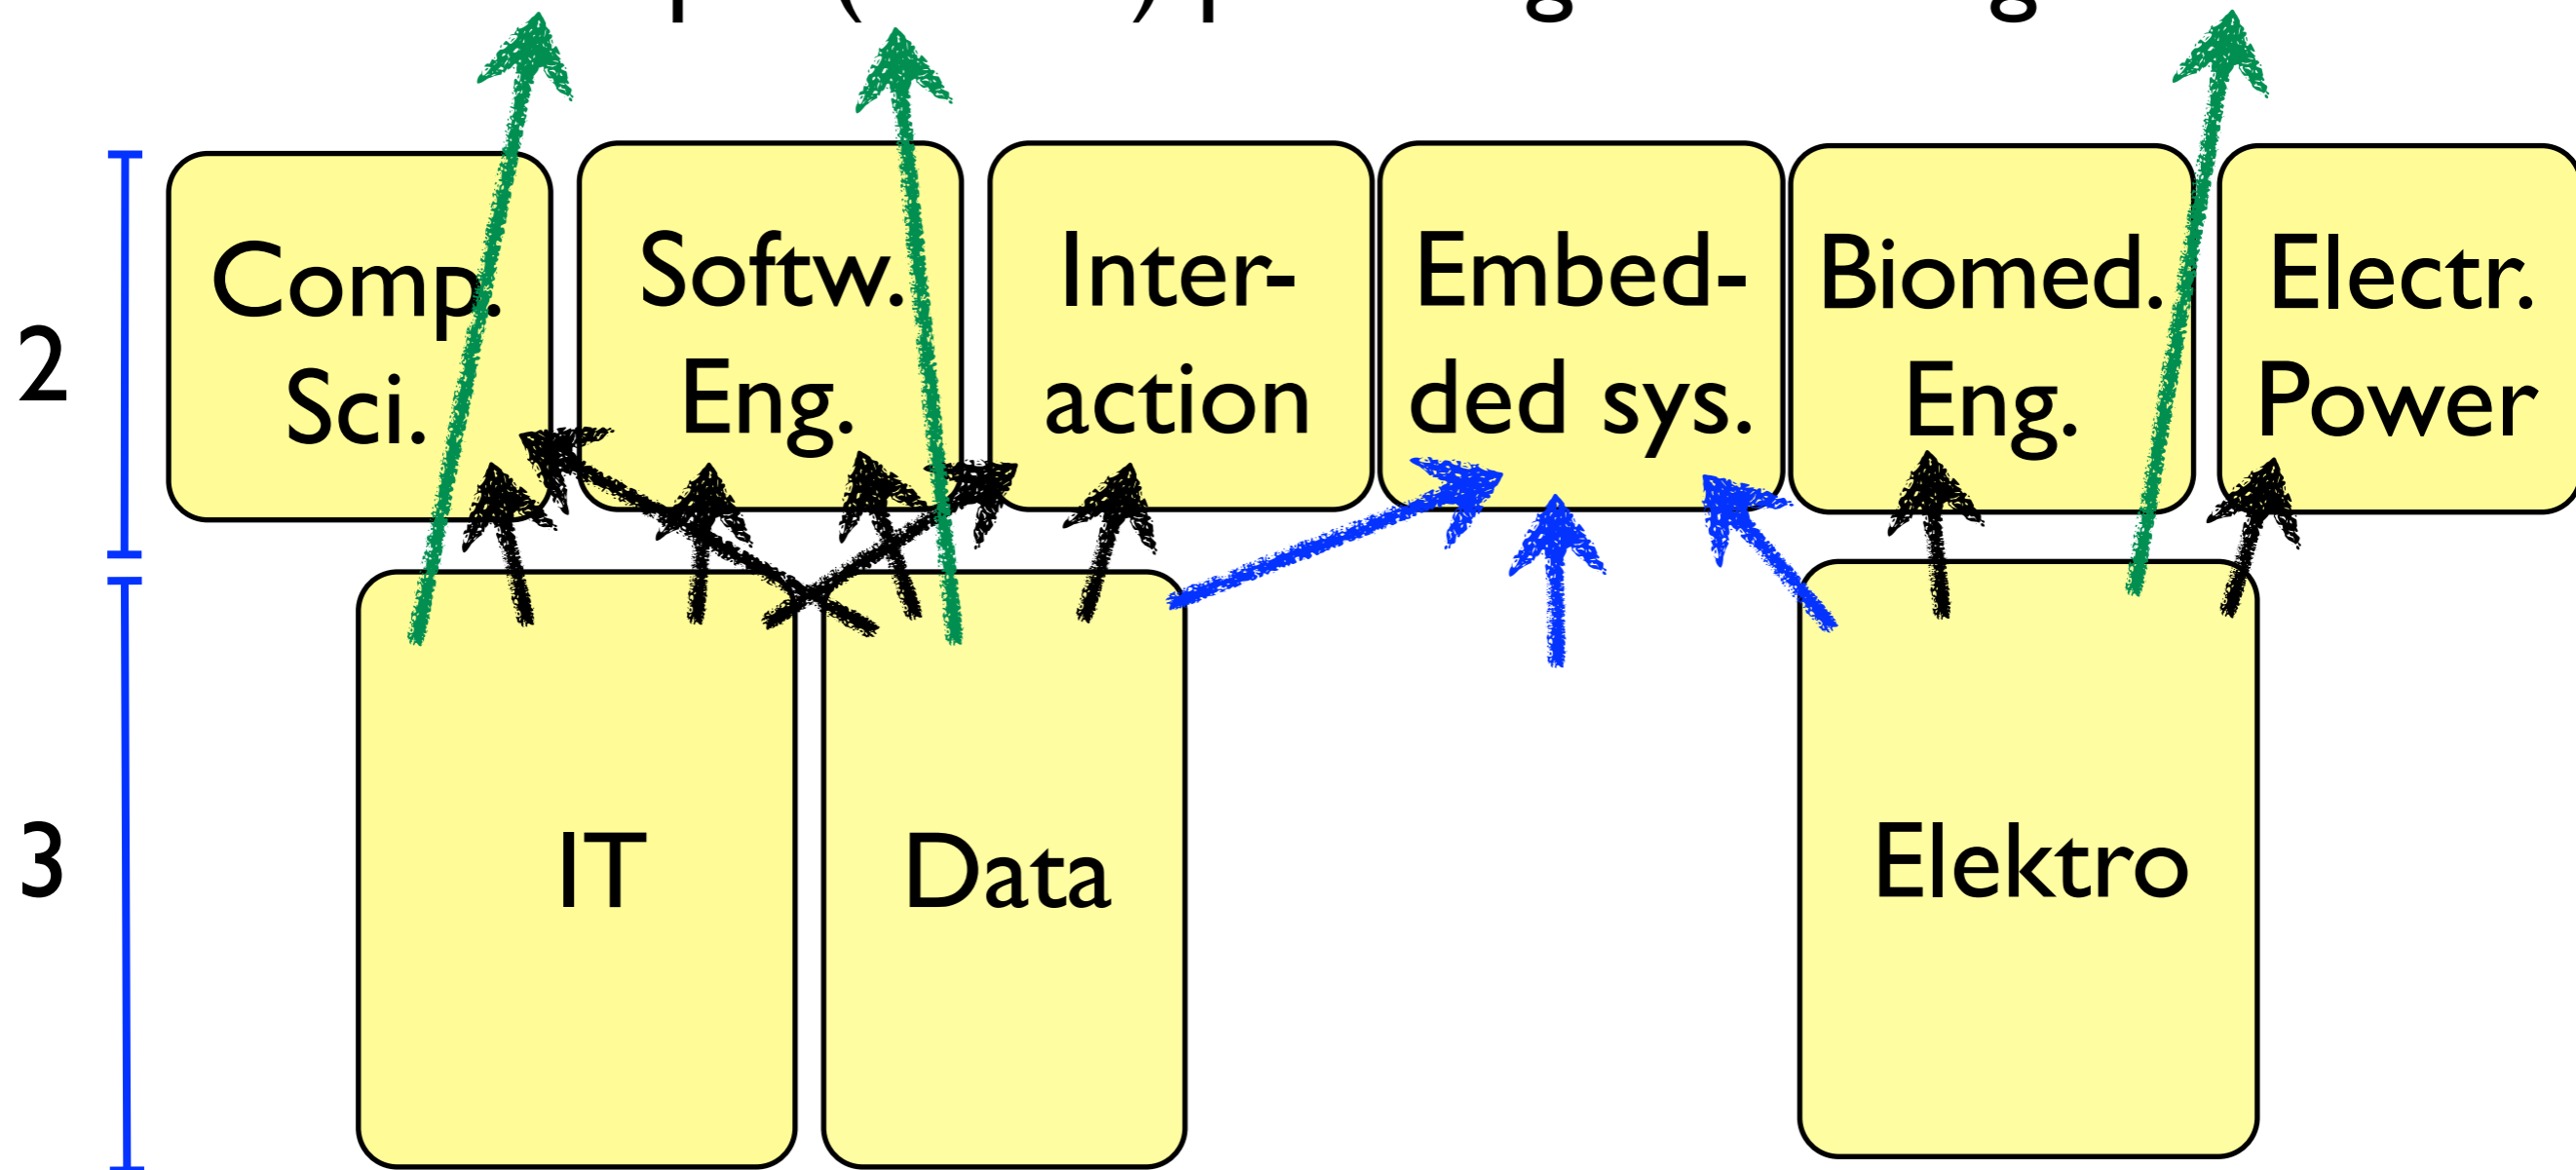 2
Comp.
Sci.
Softw.
Eng.
Inter-
action
Embed-
ded sys.
Biomed.
Eng.
Electr.
Power
3
IT
Data
Elektro